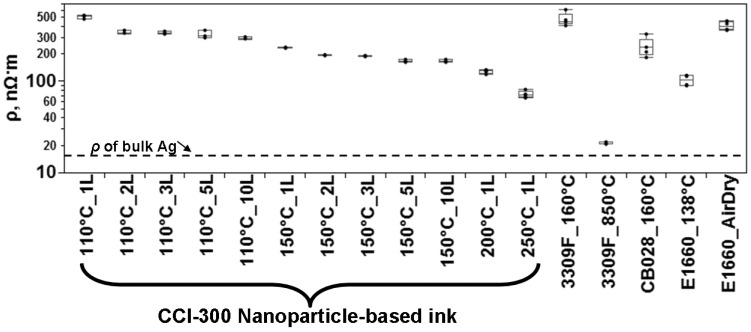 ρ, nΩ·m
500
400
300
200
100
60
40
20
10
ρ of bulk Ag
110°C_1L
110°C_2L
110°C_3L
110°C_5L
110°C_10L
150°C_1L
150°C_2L
150°C_3L
150°C_5L
150°C_10L
200°C_1L
250°C_1L
3309F_160°C
3309F_850°C
CB028_160°C
E1660_138°C
E1660_AirDry
CCI-300 Nanoparticle-based ink